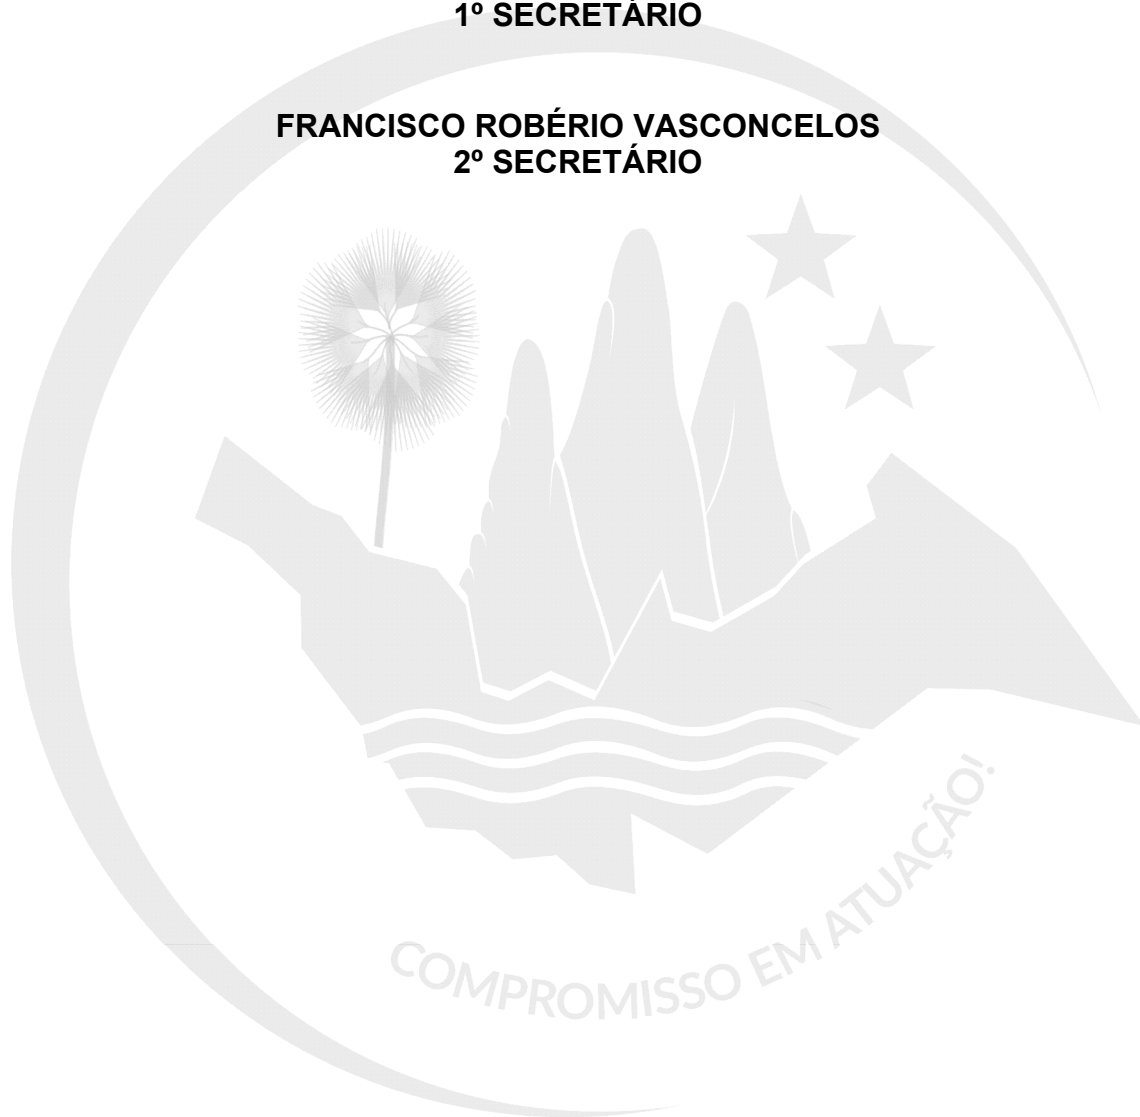 1º SECRETÁRIO
FRANCISCO ROBÉRIO VASCONCELOS
2º SECRETÁRIO
COMPROMISSO EM ATUAÇÃO!